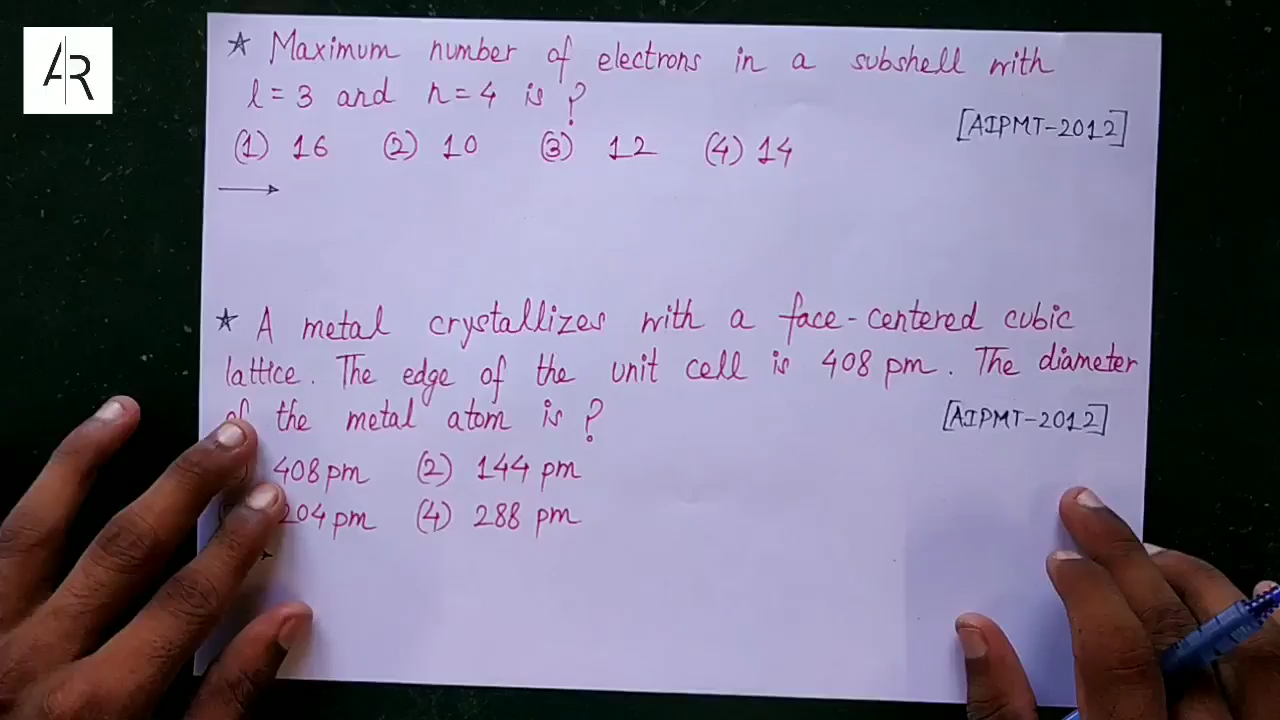 AR
★ Maximum number of electrons in a subshell with
l = 3 and n = 4 is ?
[AIPMT-2012]
(1) 16 (2) 10 (3) 12 (4) 14
★ A metal crystallizes with a face-centered cubic
lattice. The edge of the unit cell is 408 pm. The diameter
of the metal atom is ?
[AIPMT-2012]
408 pm (2) 144 pm
204 pm (4) 288 pm